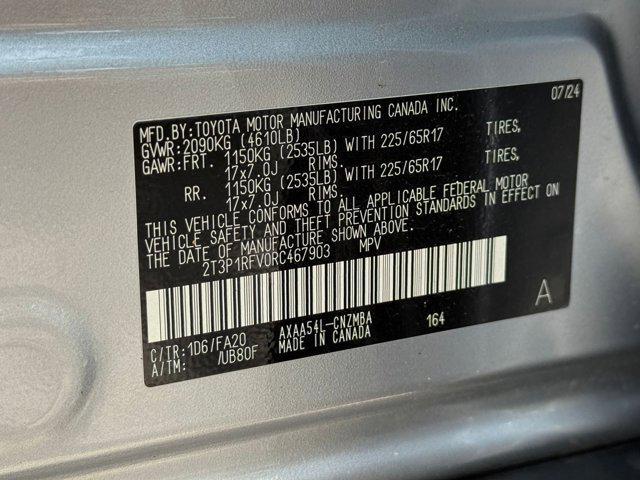 07/24
MFD.BY:TOYOTA MOTOR MANUFACTURING CANADA INC.
GVWR:2090KG (4610LB)
GAWR:FRT. 1150KG (2535LB) WITH 225/65R17 TIRES,
17x7.0J RIMS.
RR. 1150KG (2535LB) WITH 225/65R17 TIRES,
17x7.0J RIMS.
THIS VEHICLE CONFORMS TO ALL APPLICABLE FEDERAL MOTOR
VEHICLE SAFETY AND THEFT PREVENTION STANDARDS IN EFFECT ON
THE DATE OF MANUFACTURE SHOWN ABOVE.
2T3P1RFV0RC467903 MPV
A
C/TR:1D6/FA20 AXAA54L-CNZMBA 164
A/TM: /UB80F MADE IN CANADA